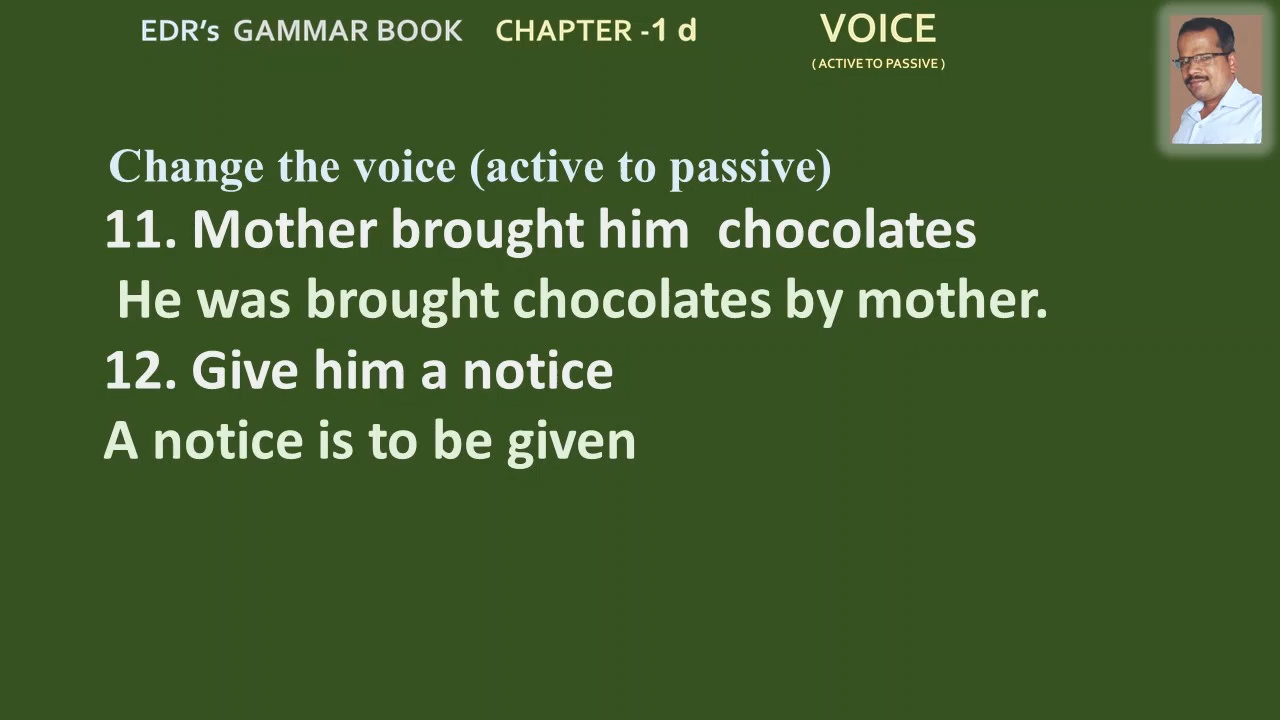 EDR's GAMMAR BOOK CHAPTER -1 d VOICE
( ACTIVE TO PASSIVE )
Change the voice (active to passive)
11. Mother brought him chocolates
He was brought chocolates by mother.
12. Give him a notice
A notice is to be given